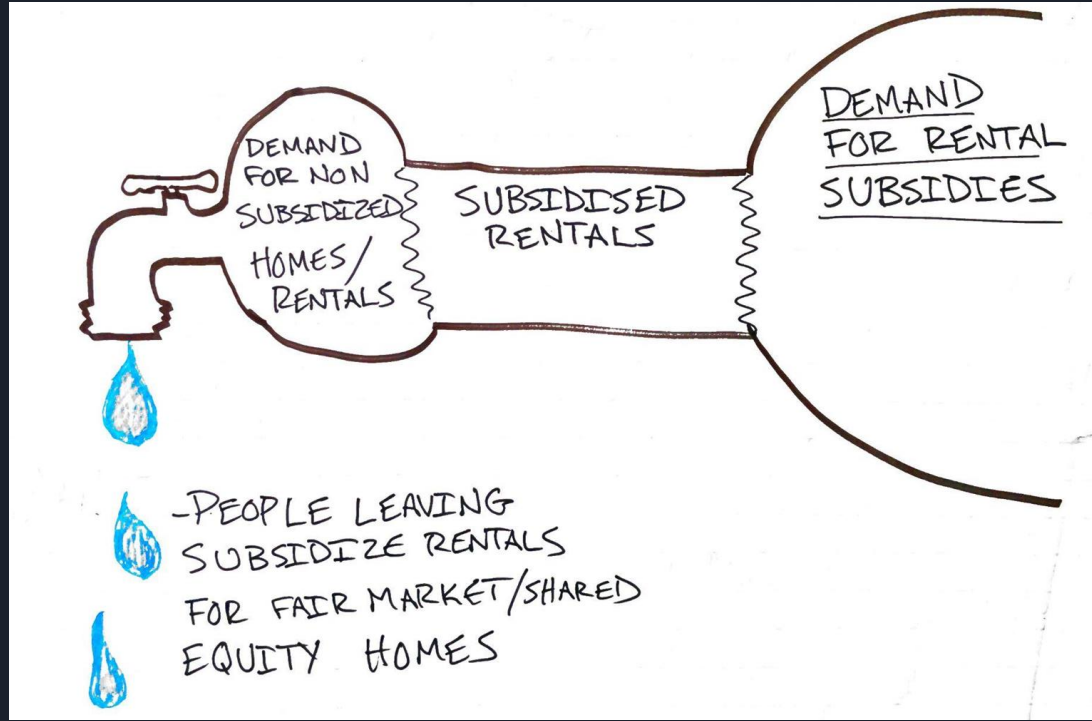 DEMAND
FOR NON
SUBSIDIZED
HOMES/
RENTALS
SUBSIDISED
RENTALS
DEMAND
FOR RENTAL
SUBSIDIES
-PEOPLE LEAVING
SUBSIDIZE RENTALS
FOR FAIR MARKET/SHARED
EQUITY HOMES